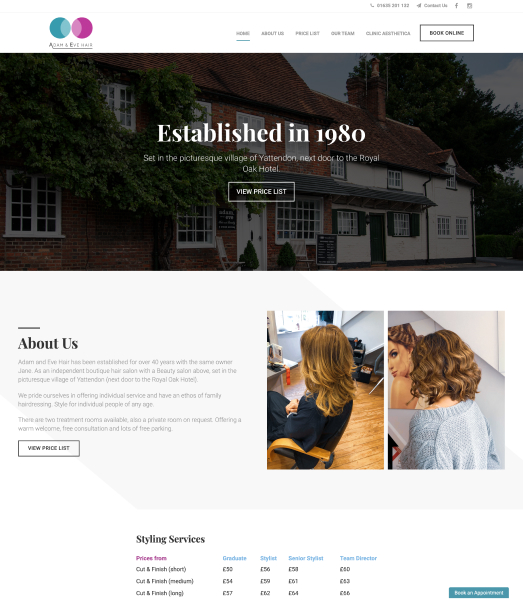 01635 201 132 Contact Us
ADAM & EVE HAIR
HOME ABOUT US PRICE LIST OUR TEAM CLINIC AESTHETICA BOOK ONLINE
Established in 1980
Set in the picturesque village of Yattendon, next door to the Royal
Oak Hotel.
VIEW PRICE LIST
About Us
Adam and Eve Hair has been established for over 40 years with the same owner
Jane. As an independent boutique hair salon with a Beauty salon above, set in the
picturesque village of Yattendon (next door to the Royal Oak Hotel).
We pride ourselves in offering individual service and have an ethos of family
hairdressing. Style for individual people of any age.
There are two treatment rooms available, also a private room on request. Offering a
warm welcome, free consultation and lots of free parking.
VIEW PRICE LIST
Styling Services
Prices from Graduate Stylist Senior Stylist Team Director
Cut & Finish (short) £50 £56 £58 £60
Cut & Finish (medium) £54 £59 £61 £63
Cut & Finish (long) £57 £62 £64 £66
Book an Appointment